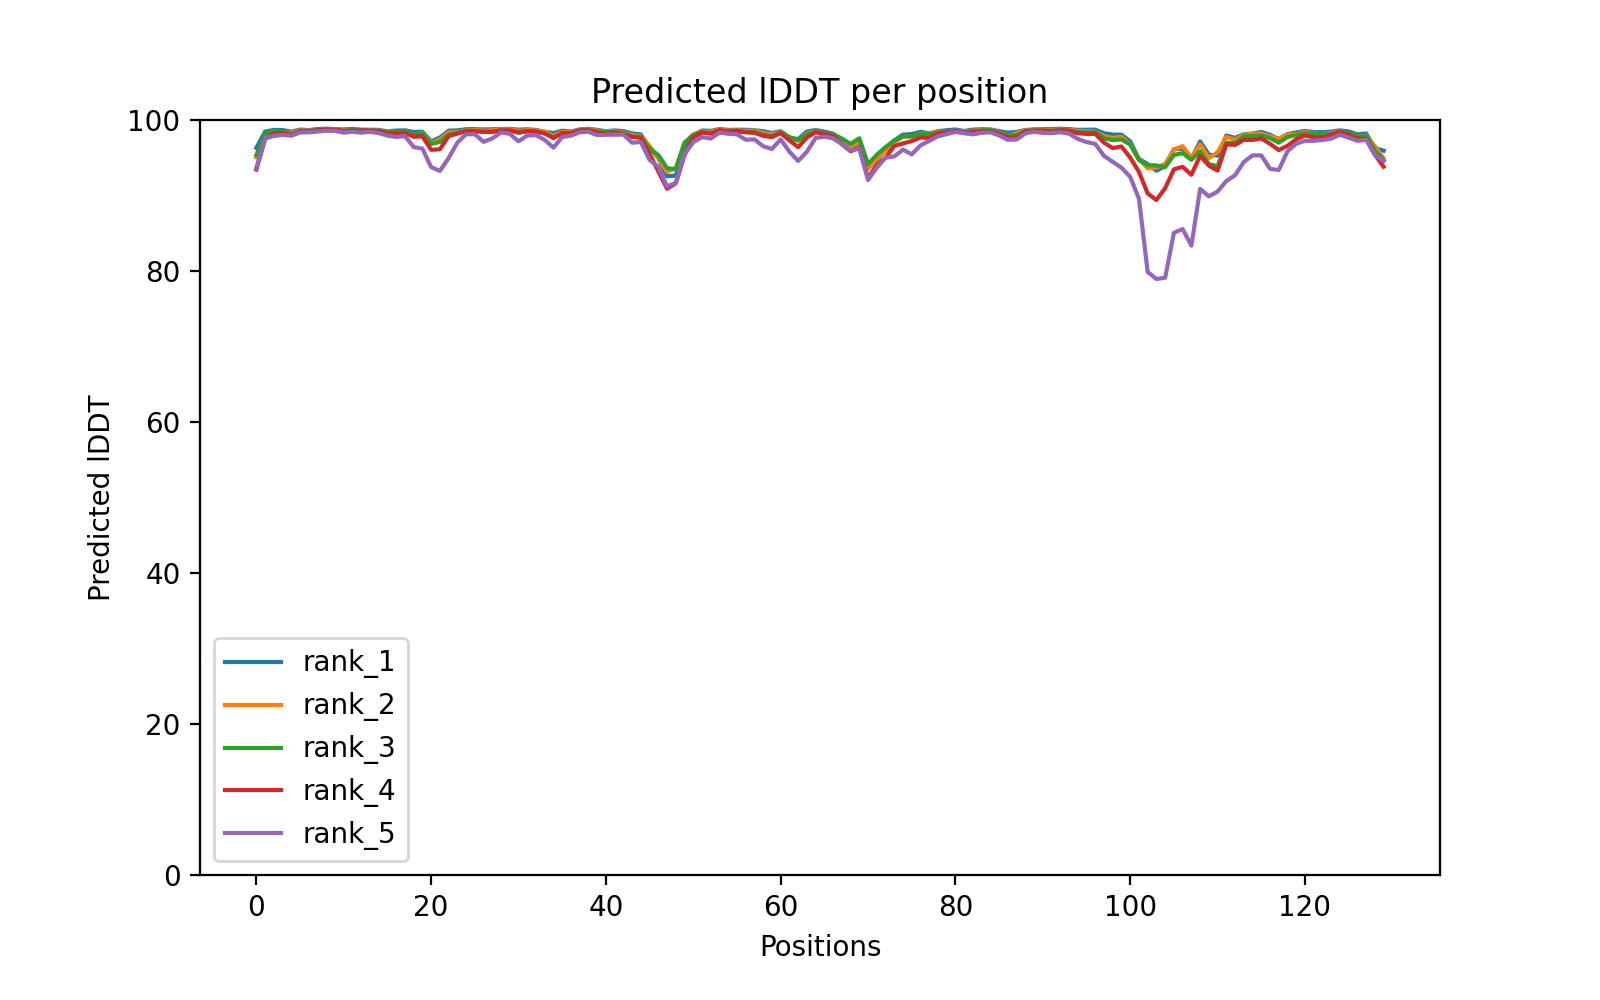 Predicted lDDT per position
100
80
60
40
20
0
Predicted lDDT
rank_1
rank_2
rank_3
rank_4
rank_5
0 20 40 60 80 100 120
Positions